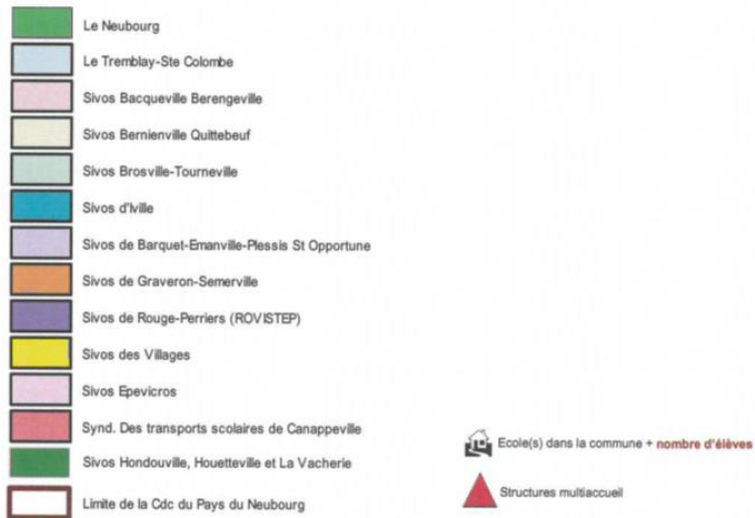 Le Neubourg
Le Tremblay-Ste Colombe
Sivos Bacqueville Berengeville
Sivos Bernienville Quittebeuf
Sivos Brosville-Tourneville
Sivos d'Iville
Sivos de Barquet-Emanville-Plessis St Opportune
Sivos de Graveron-Semerville
Sivos de Rouge-Perriers (ROVISTEP)
Sivos des Villages
Sivos Epevicros
Synd. Des transports scolaires de Canappeville
Sivos Hondouville, Houetteville et La Vacherie
Limite de la Cdc du Pays du Neubourg
Ecole(s) dans la commune + nombre d'élèves
Structures multiaccueil